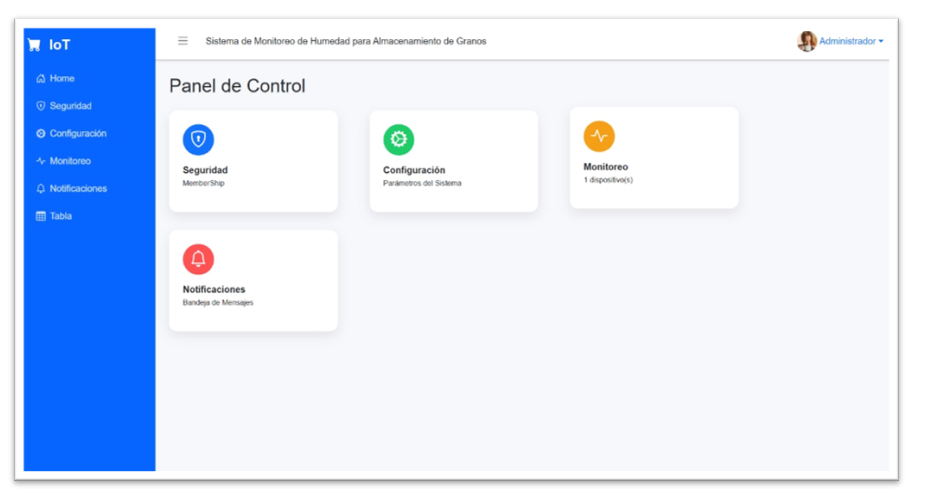 IoT
Sistema de Monitoreo de Humedad para Almacenamiento de Granos
Administrador
Home
Seguridad
Configuración
Monitoreo
Notificaciones
Tabla
Panel de Control
Seguridad
MemberShip
Configuración
Parámetros del Sistema
Monitoreo
1 dispositivo(s)
Notificaciones
Bandeja de Mensajes